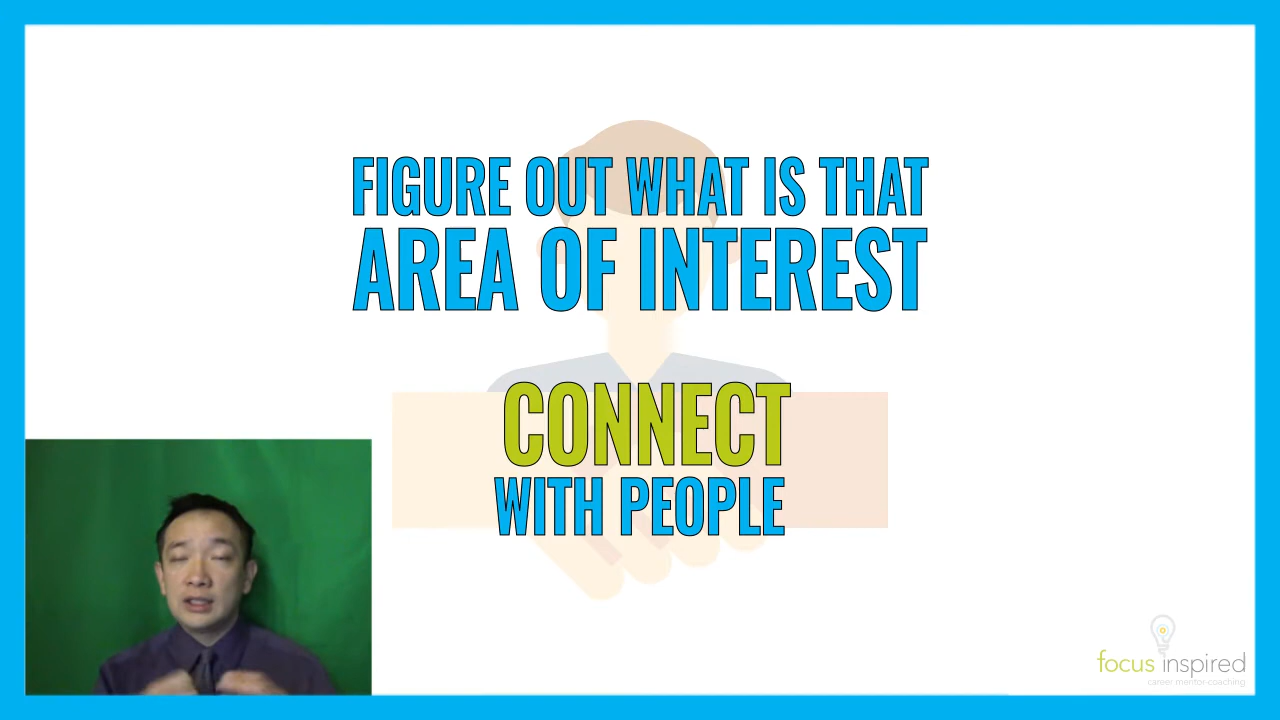 FIGURE OUT WHAT IS THAT
AREA OF INTEREST
CONNECT
WITH PEOPLE
focus inspired
career mentor coaching